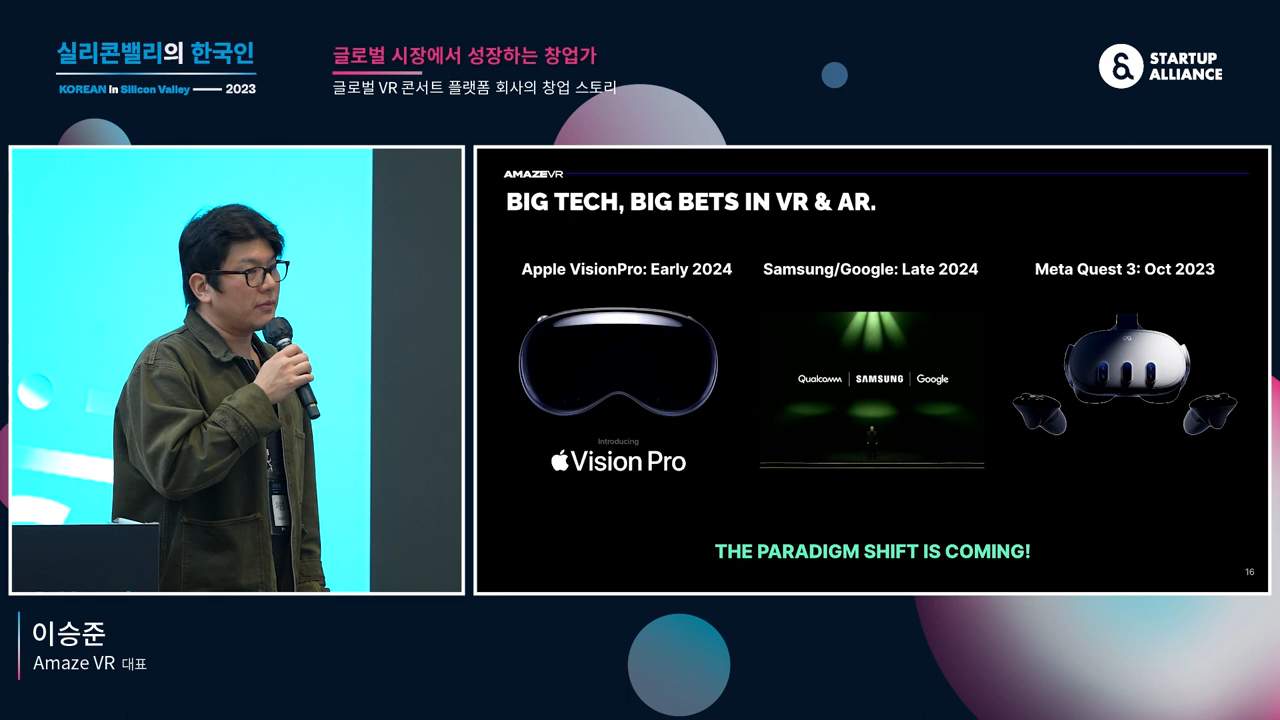 실리콘밸리의 한국인
KOREAN in Silicon Valley 2023
글로벌 시장에서 성장하는 창업가
글로벌 VR 콘서트 플랫폼 회사의 창업 스토리
STARTUP
ALLIANCE
AMAZEVR
BIG TECH, BIG BETS IN VR & AR.
Apple VisionPro: Early 2024
Samsung/Google: Late 2024
Meta Quest 3: Oct 2023
Qualcomm | SAMSUNG | Google
Introducing
Vision Pro
THE PARADIGM SHIFT IS COMING!
16
이승준
Amaze VR 대표